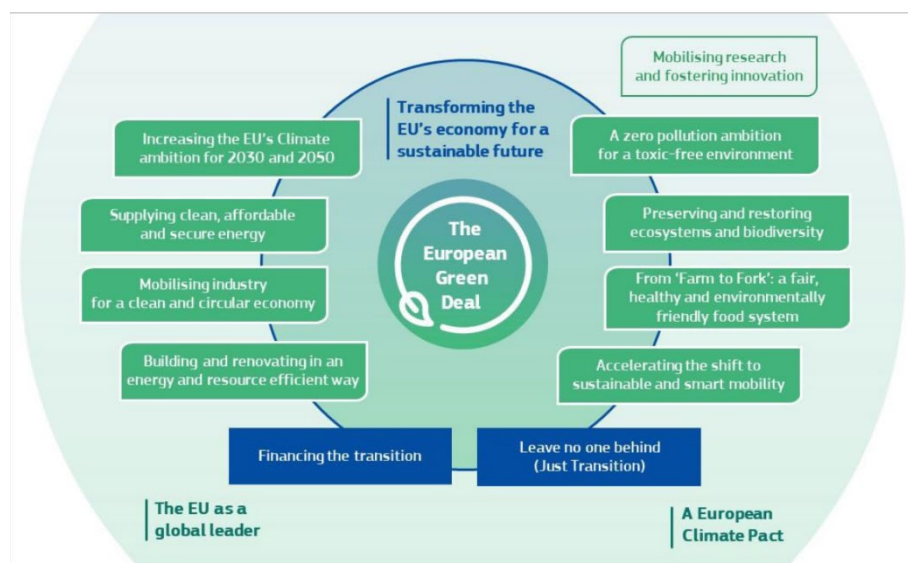 Mobilising research
and fostering innovation
Transforming the
EU's economy for a
sustainable future
Increasing the EU's Climate
ambition for 2030 and 2050
A zero pollution ambition
for a toxic-free environment
Supplying clean, affordable
and secure energy
Preserving and restoring
ecosystems and biodiversity
The
European
Green
Deal
Mobilising industry
for a clean and circular economy
From ‘Farm to Fork’: a fair,
healthy and environmentally
friendly food system
Building and renovating in an
energy and resource efficient way
Accelerating the shift to
sustainable and smart mobility
Financing the transition
Leave no one behind
(Just Transition)
The EU as a
global leader
A European
Climate Pact